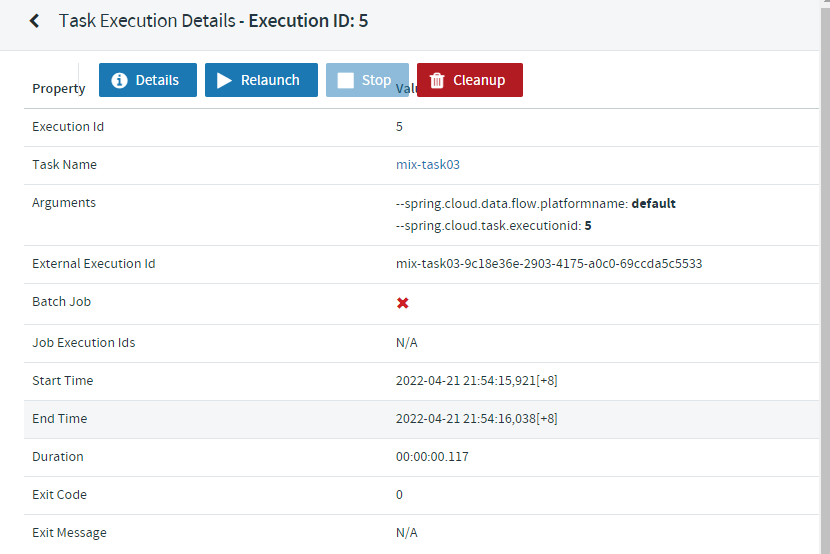 Task Execution Details - Execution ID: 5
Details Relaunch Stop Cleanup
Property
Execution Id 5
Task Name mix-task03
Arguments --spring.cloud.data.flow.platformname: default
--spring.cloud.task.executionid: 5
External Execution Id mix-task03-9c18e36e-2903-4175-a0c0-69ccda5c5533
Batch Job
Job Execution Ids N/A
Start Time 2022-04-21 21:54:15,921[+8]
End Time 2022-04-21 21:54:16,038[+8]
Duration 00:00:00.117
Exit Code 0
Exit Message N/A